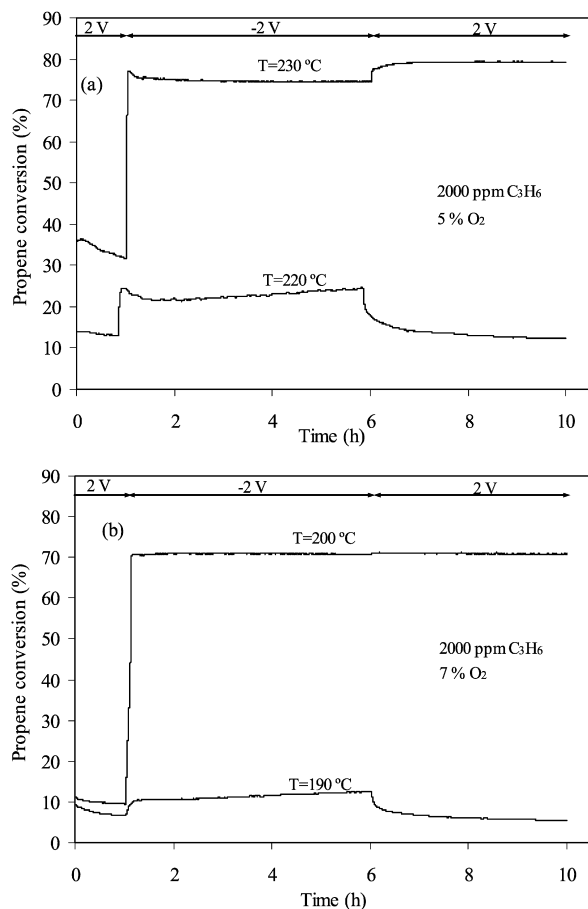 90
80
70
60
50
40
30
20
10
0
Propene conversion (%)
2 V
-2 V
2 V
(a)
T=230 ºC
2000 ppm C₃H₆
5 % O₂
T=220 ºC
0 2 4 6 8 10
Time (h)
90
80
70
60
50
40
30
20
10
0
Propene conversion (%)
2 V
-2 V
2 V
(b)
T=200 ºC
2000 ppm C₃H₆
7 % O₂
T=190 ºC
0 2 4 6 8 10
Time (h)